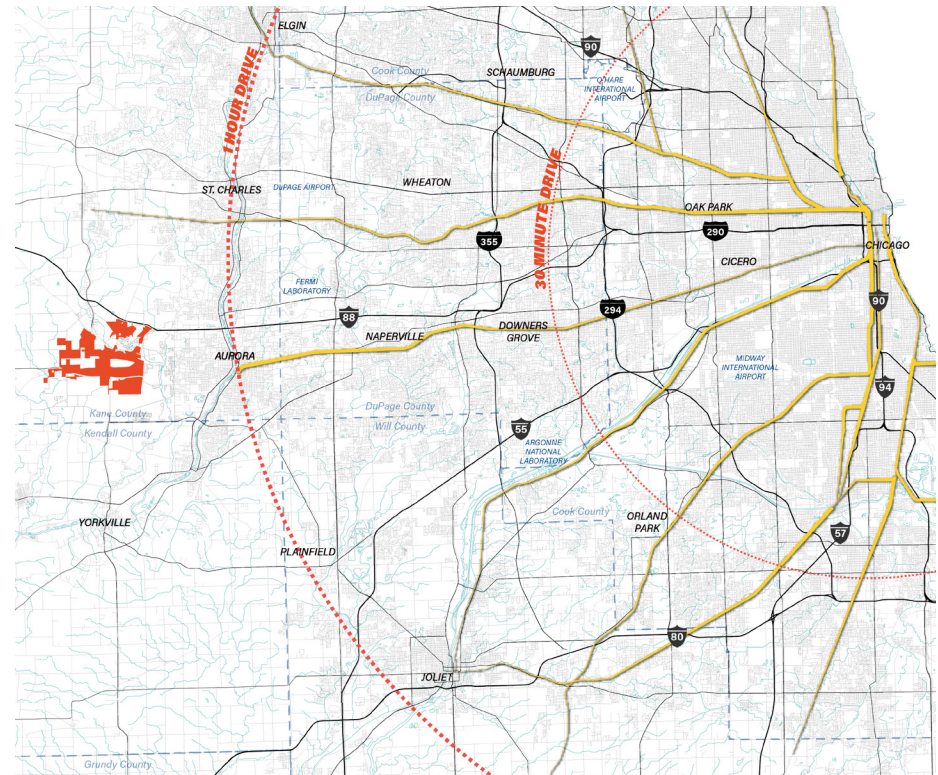 ELGIN
90
1 HOUR DRIVE
Cook County
SCHAUMBURG
O'HARE
INTERNATIONAL
AIRPORT
DuPage County
30 MINUTE DRIVE
WHEATON
ST. CHARLES
DuPAGE AIRPORT
OAK PARK
290
355
CHICAGO
CICERO
FERMI
LABORATORY
90
294
88
NAPERVILLE
DOWNERS
GROVE
AURORA
MIDWAY
INTERNATIONAL
AIRPORT
94
Kane County
DuPage County
Kendall County
Will County
55
ARGONNE
NATIONAL
LABORATORY
Cook County
YORKVILLE
ORLAND
PARK
57
PLAINFIELD
80
JOLIET
Grundy County